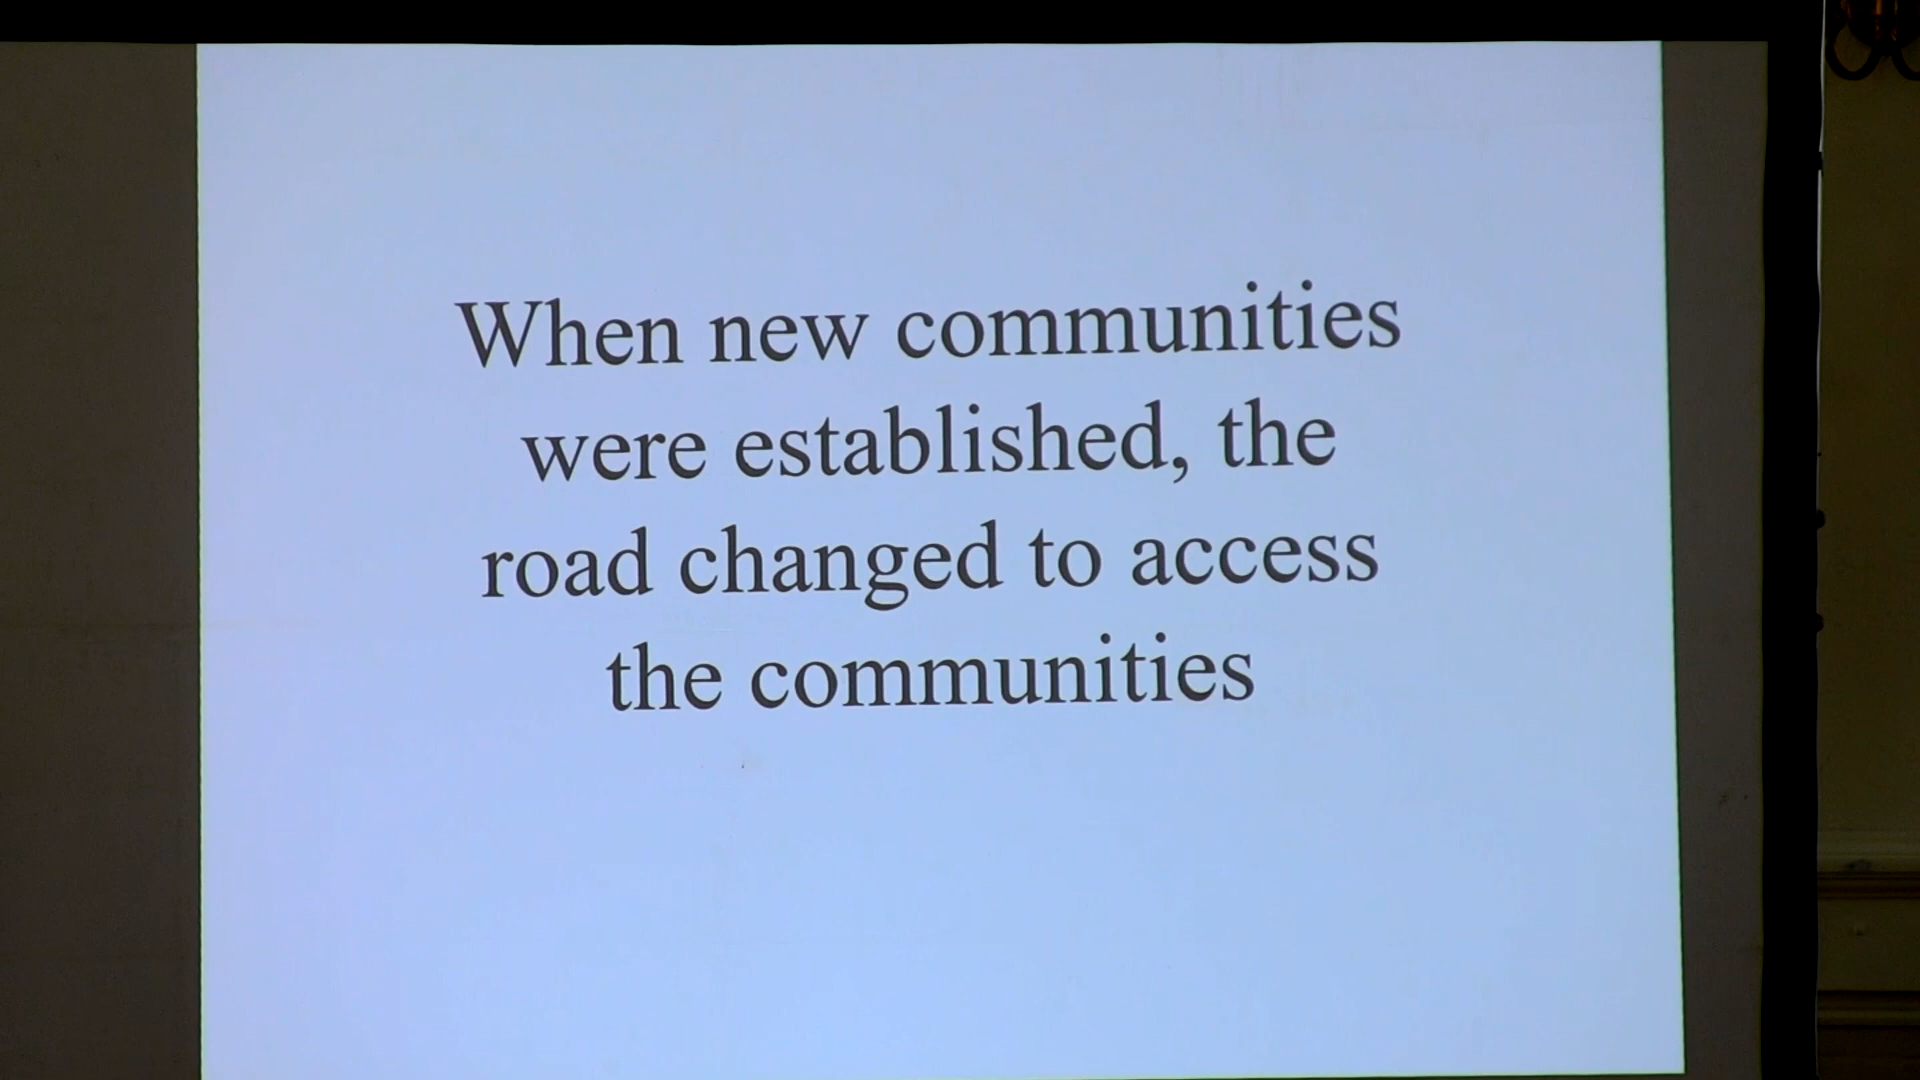 When new communities
were established, the
road changed to access
the communities